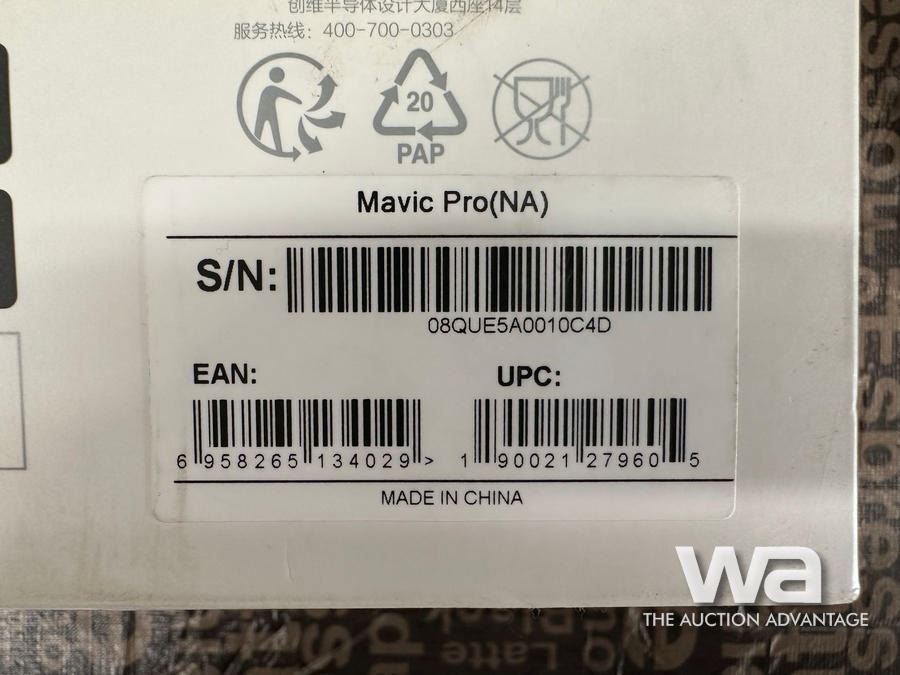 创维半导体设计大厦西座14层
服务热线：400-700-0303
20
PAP
Mavic Pro(NA)
S/N:
08QUE5A0010C4D
EAN: UPC:
6 958265 134029 > 1 90021 27960 5
MADE IN CHINA
wa
THE AUCTION ADVANTAGE
Latte